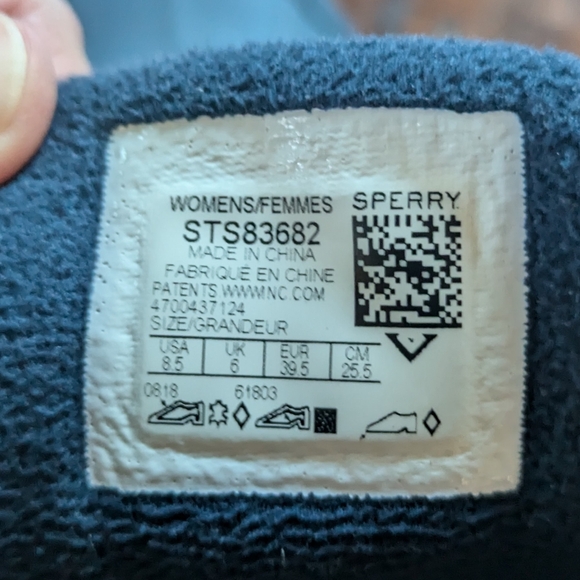 WOMENS/FEMMES
SPERRY
STS83682
MADE IN CHINA
FABRIQUÉ EN CHINE
PATENTS WWWINC.COM
4700437124
SIZE/GRANDEUR
USA UK EUR CM
8.5 6 39.5 25.5
0818 61803